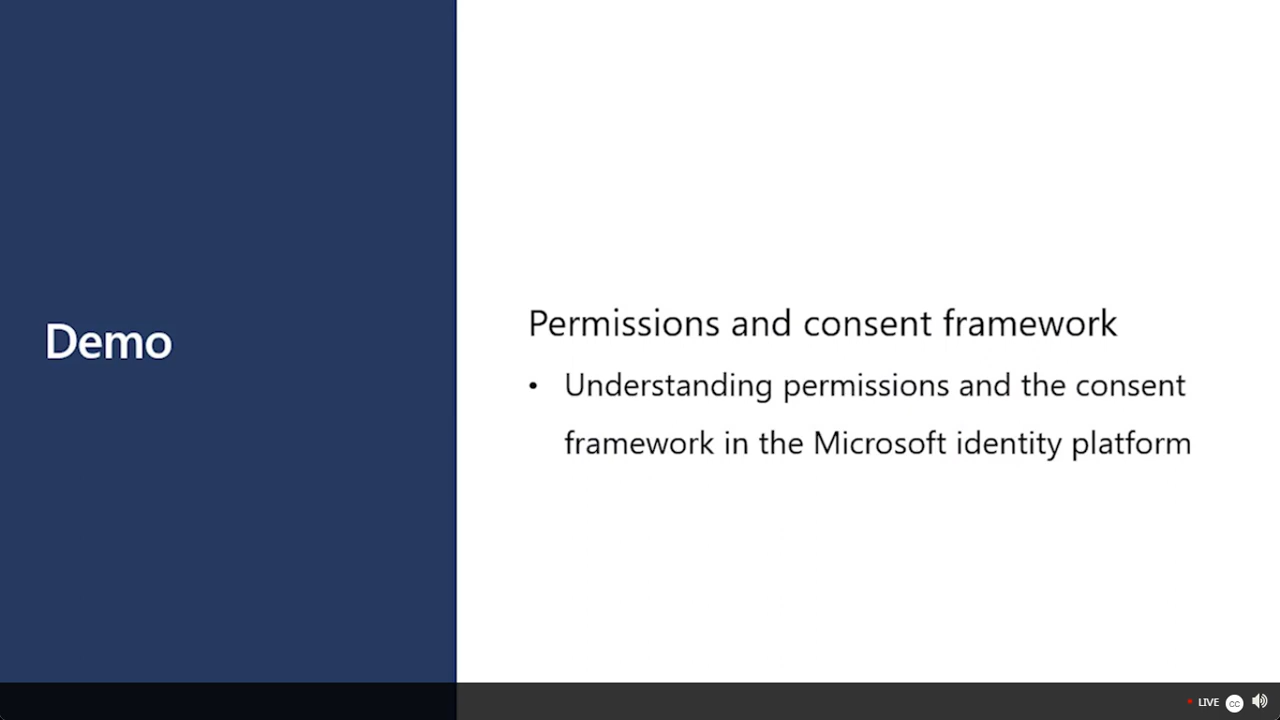 Demo
Permissions and consent framework
• Understanding permissions and the consent
framework in the Microsoft identity platform
LIVE
CC